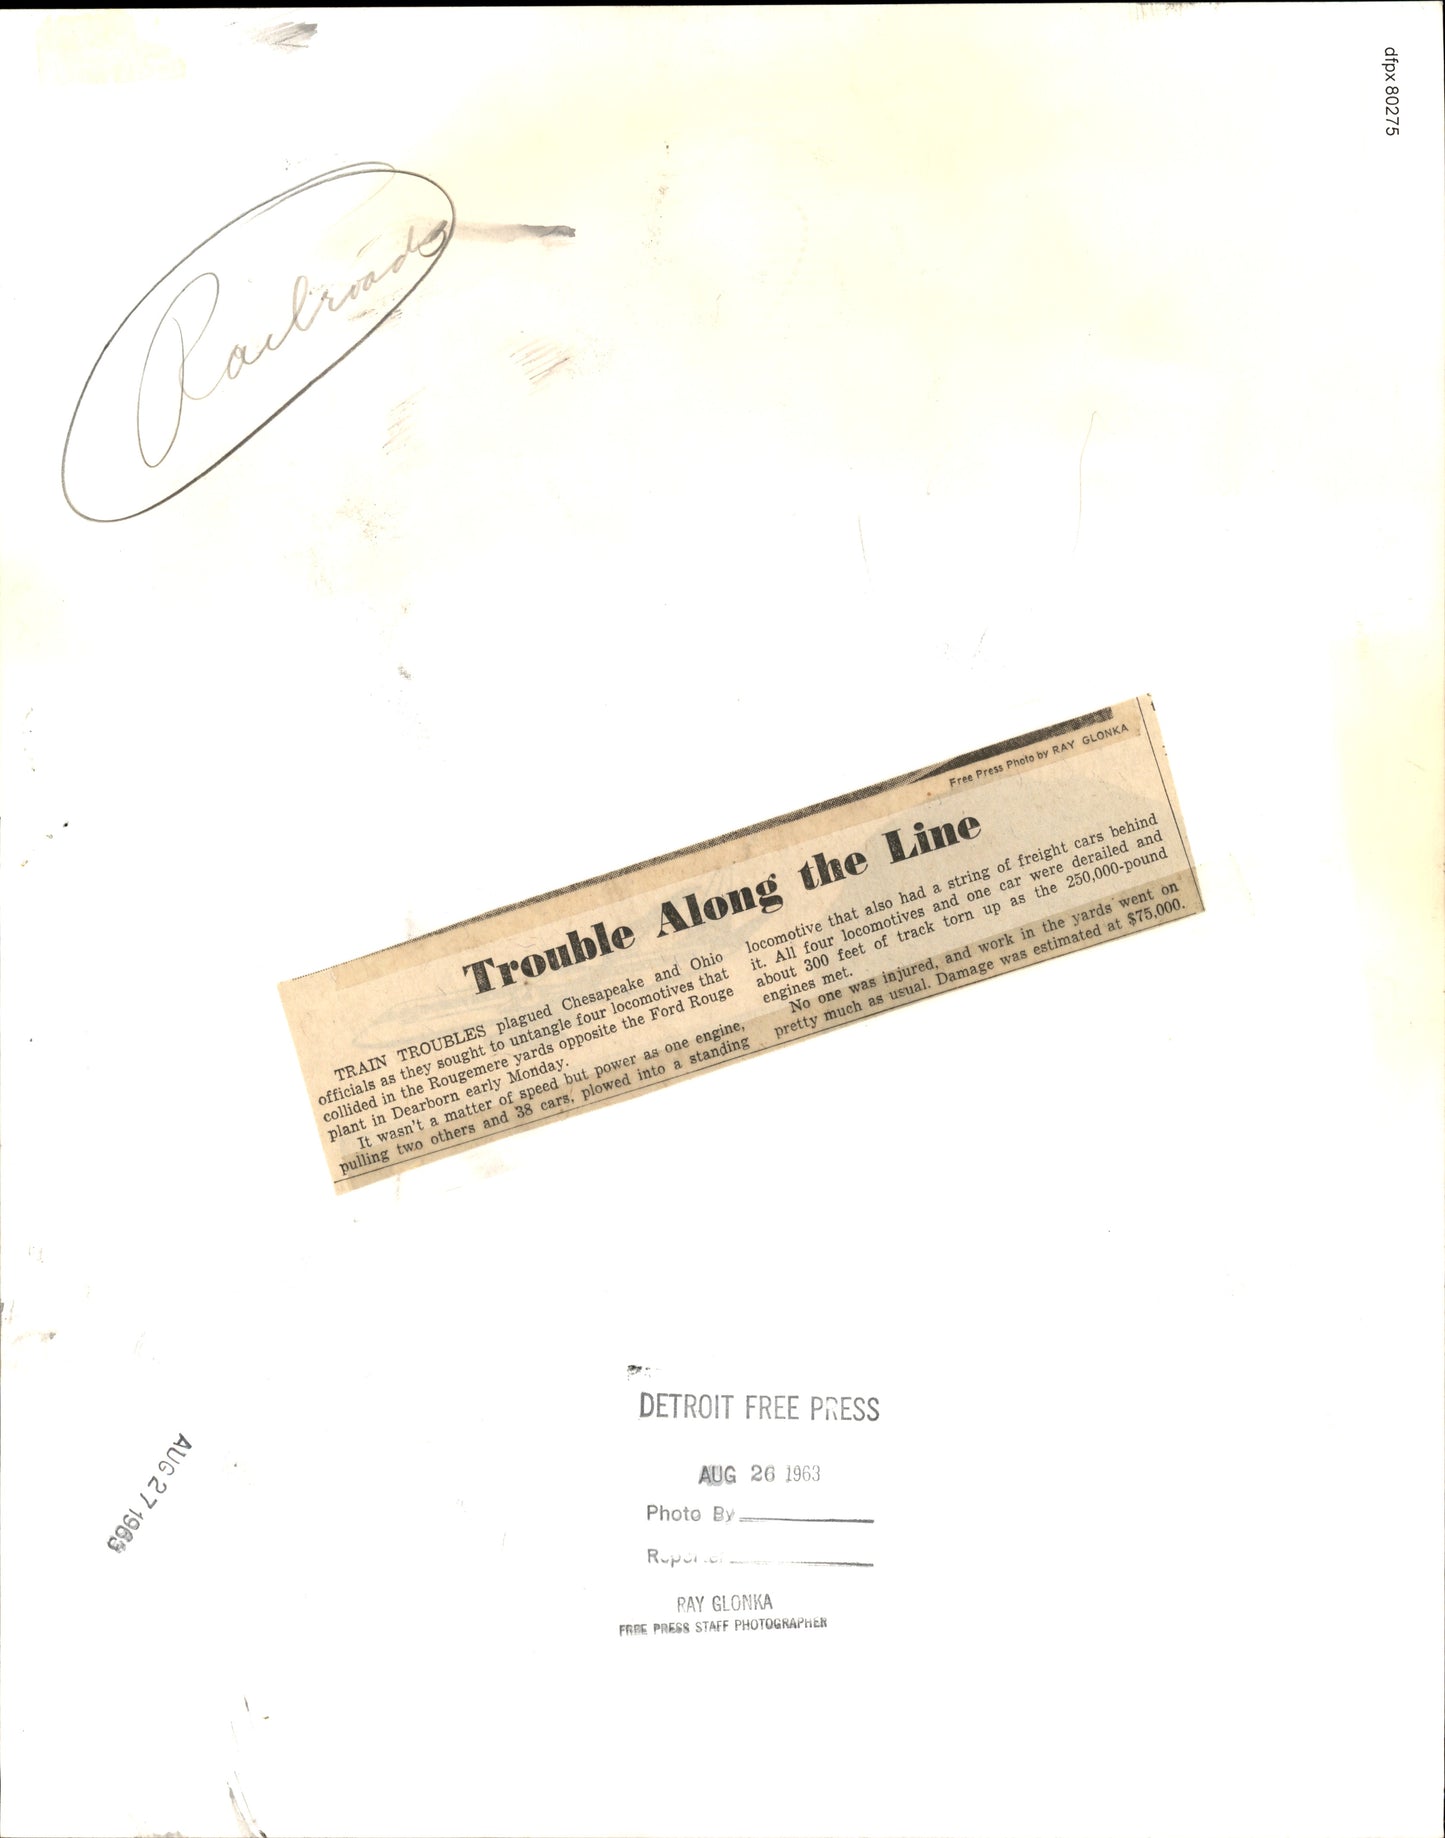 dfpx 80275
Railroads
Free Press Photo by RAY GLONKA
Trouble Along the Line
TRAIN TROUBLES plagued Chesapeake and Ohio
officials as they sought to untangle four locomotives that
collided in the Rougemere yards opposite the Ford Rouge
plant in Dearborn early Monday.
It wasn't a matter of speed but power as one engine,
pulling two others and 38 cars, plowed into a standing
locomotive that also had a string of freight cars behind
it. All four locomotives and one car were derailed and
about 300 feet of track torn up as the 250,000-pound
engines met.
No one was injured, and work in the yards went on
pretty much as usual. Damage was estimated at $75,000.
DETROIT FREE PRESS
AUG 26 1963
Photo By
Reporter
RAY GLONKA
FREE PRESS STAFF PHOTOGRAPHER
AUG 27 1963